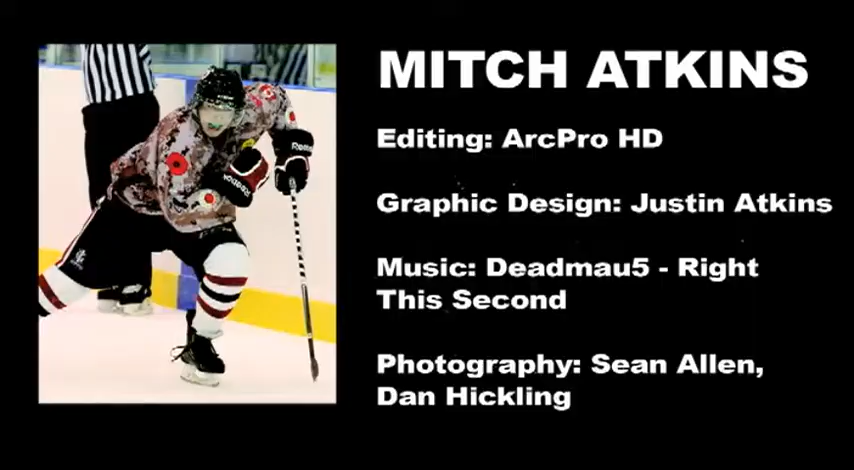 MITCH ATKINS
Editing: ArcPro HD
Graphic Design: Justin Atkins
Music: Deadmau5 - Right
This Second
Photography: Sean Allen,
Dan Hickling
Reebok